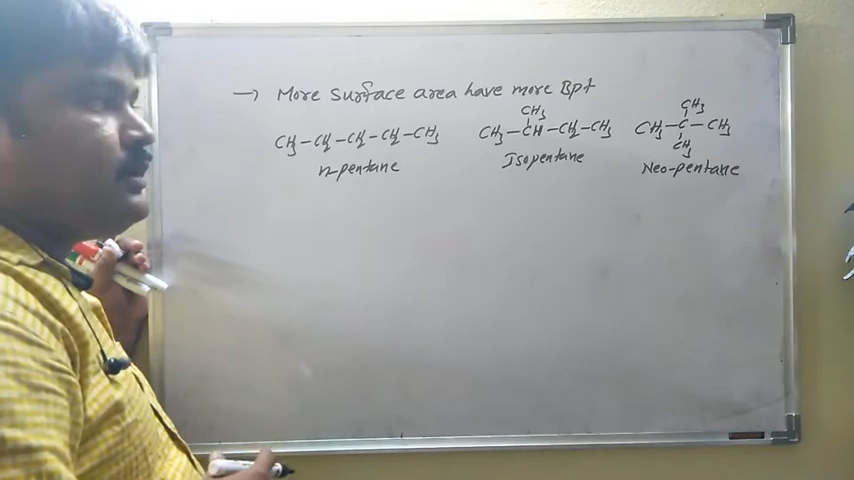 → More surface area have more Bpt
CH3-CH2-CH2-CH2-CH3
n-pentane
CH3
CH3-CH-CH2-CH3
Isopentane
CH3
CH3-C-CH3
CH3
Neo-pentane